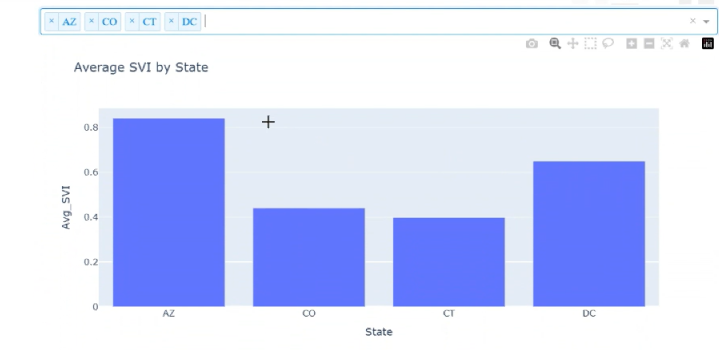 × AZ × CO × CT × DC
Average SVI by State
Avg_SVI
0.8
0.6
0.4
0.2
0
AZ CO CT DC
State